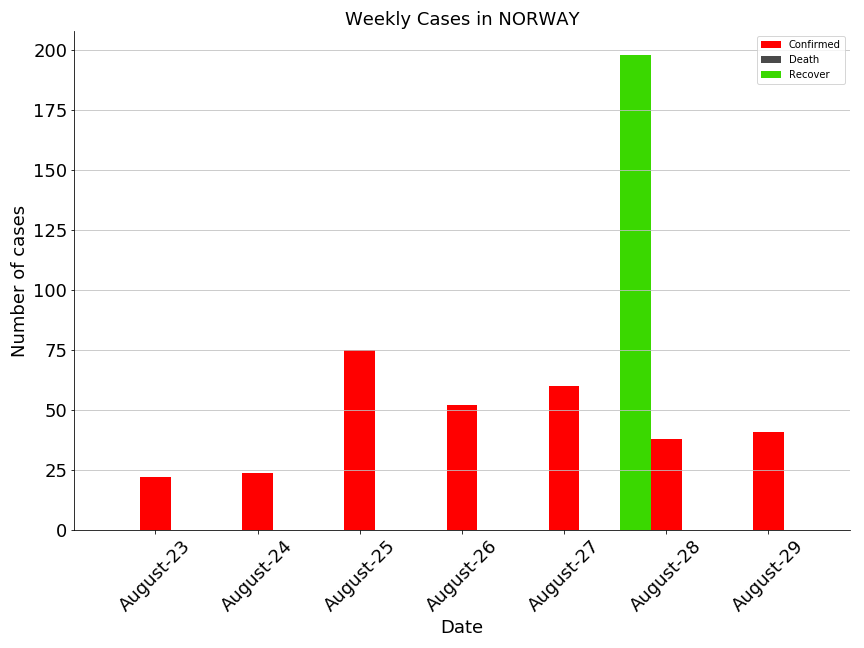 Weekly Cases in NORWAY
Confirmed
Death
Recover
Number of cases
200
175
150
125
100
75
50
25
0
August-23
August-24
August-25
August-26
August-27
August-28
August-29
Date